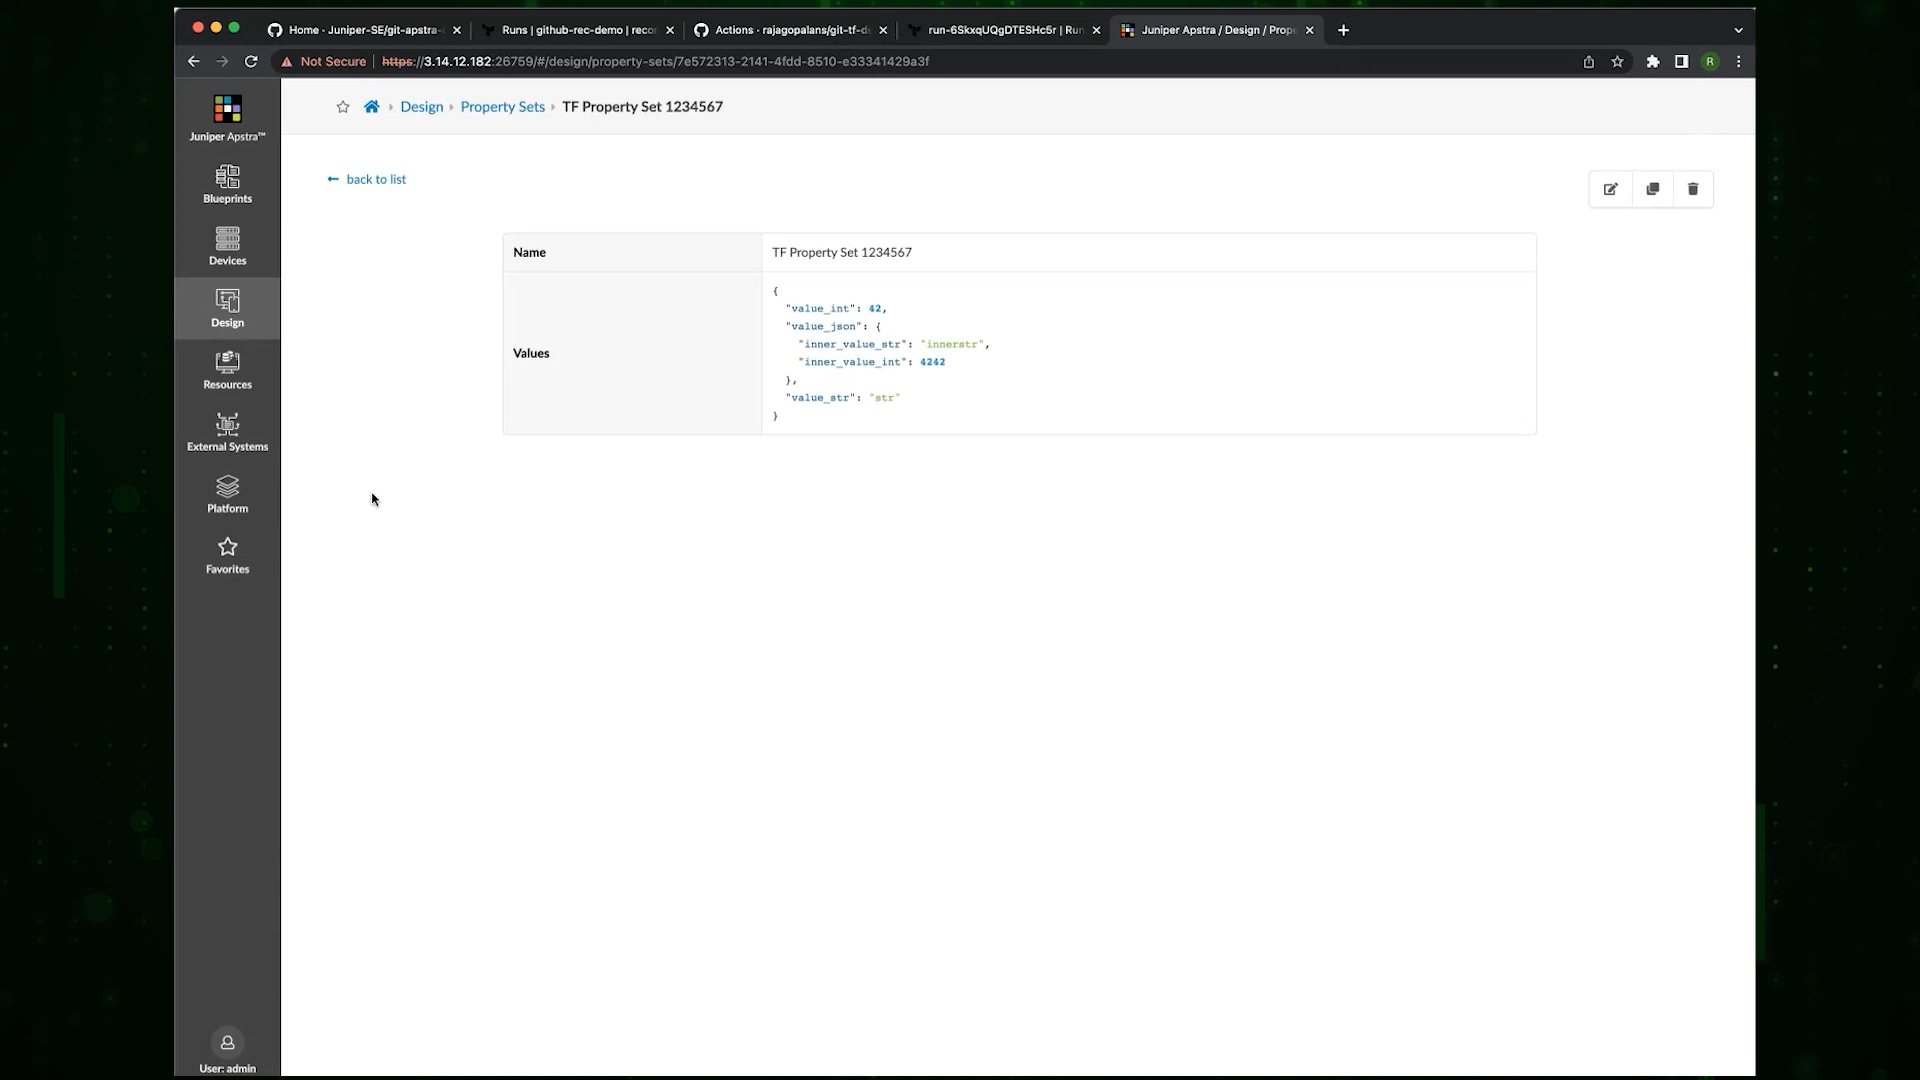 Home - Juniper-SE/git-apstra-
Runs | github-rec-demo | reco
Actions · rajagopalans/git-tf-d
run-6SkxqUQgDTESHc5r | Run
Juniper Apstra / Design / Prope
Not Secure
https://3.14.12.182:26759/#/design/property-sets/7e572313-2141-4fdd-8510-e33341429a3f
R
Juniper Apstra™
Blueprints
Devices
Design
Resources
External Systems
Platform
Favorites
User: admin
Design
Property Sets
TF Property Set 1234567
back to list
Name
TF Property Set 1234567
Values
{
"value_int": 42,
"value_json": {
"inner_value_str": "innerstr",
"inner_value_int": 4242
},
"value_str": "str"
}